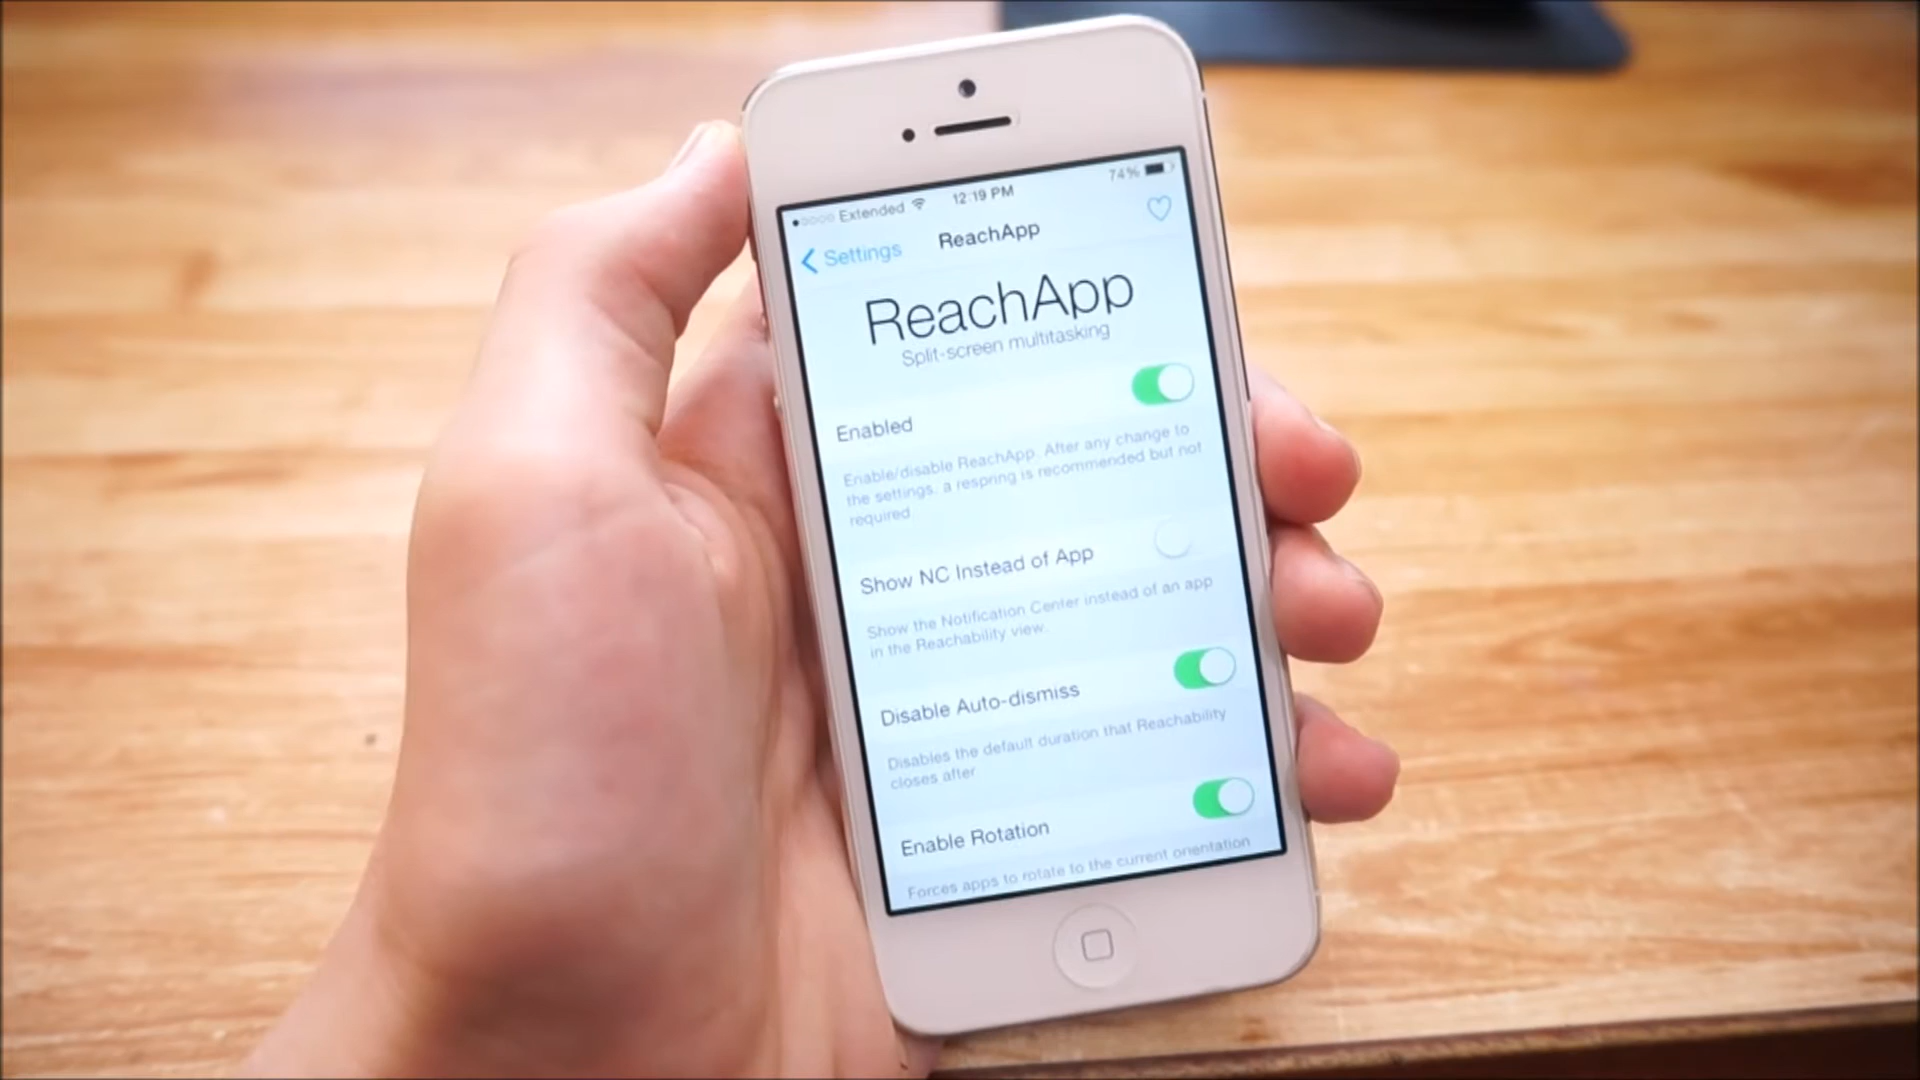 Extended 12:19 PM 74%
Settings ReachApp
ReachApp
Split-screen multitasking
Enabled
Enable/disable ReachApp. After any change to
the settings, a respring is recommended but not
required
Show NC Instead of App
Show the Notification Center instead of an app
in the Reachability view.
Disable Auto-dismiss
Disables the default duration that Reachability
closes after
Enable Rotation
Forces apps to rotate to the current orientation